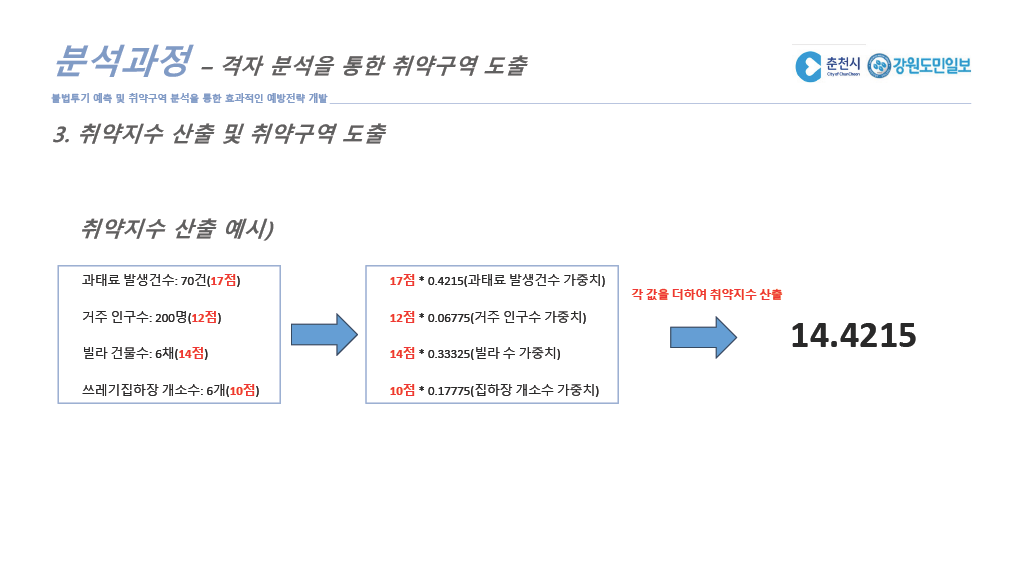 분석과정 – 격자 분석을 통한 취약구역 도출
춘천시
City of ChunCheon
강원도민일보
불법투기 예측 및 취약구역 분석을 통한 효과적인 예방전략 개발
3. 취약지수 산출 및 취약구역 도출
취약지수 산출 예시)
과태료 발생건수: 70건(17점)
거주 인구수: 200명(12점)
빌라 건물수: 6채(14점)
쓰레기집하장 개소수: 6개(10점)
17점 * 0.4215(과태료 발생건수 가중치)
12점 * 0.06775(거주 인구수 가중치)
14점 * 0.33325(빌라 수 가중치)
10점 * 0.17775(집하장 개소수 가중치)
각 값을 더하여 취약지수 산출
14.4215